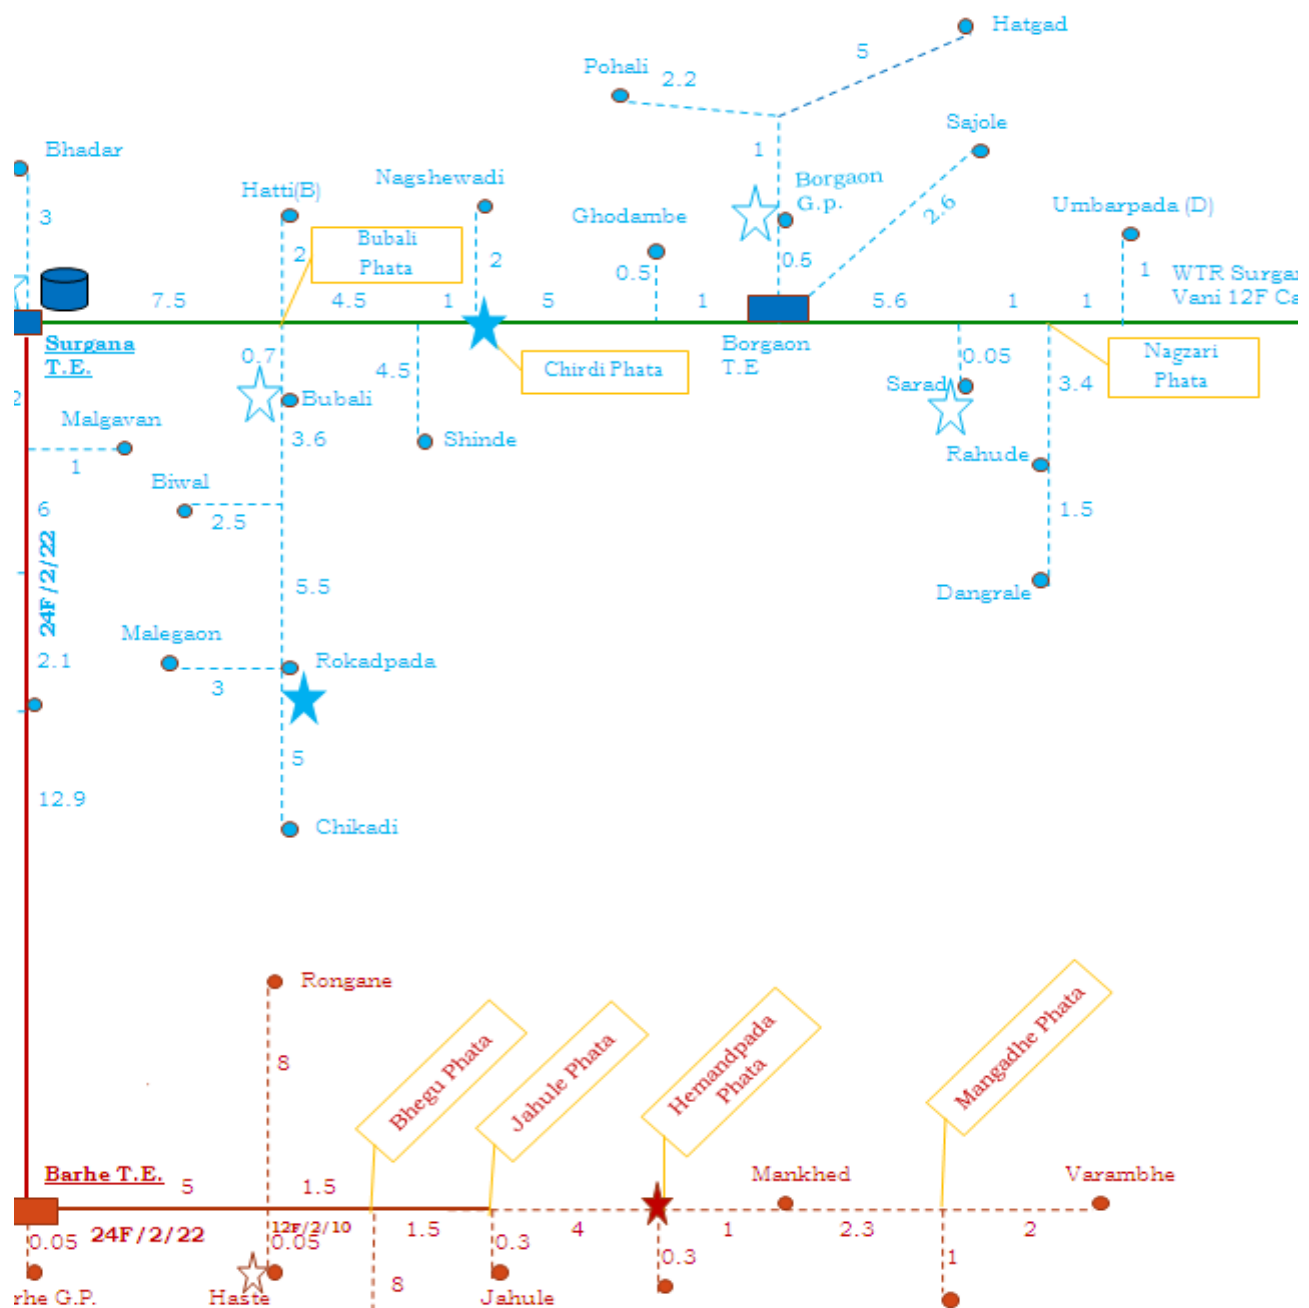 Hatgad
5
Pohali
2.2
Sajole
Bhadar
1
Nagshewadi
Borgaon
G.p.
Hatti(B)
3
Ghodambe
2.6
Umbarpada (D)
Bubali
Phata
2
2
0.5
0.5
1
WTR Surgan
Vani 12F Ca
7.5
4.5
1
5
1
5.6
1
1
Surgana
T.E.
0.7
4.5
Chirdi Phata
Borgaon
T.E
0.05
Nagzari
Phata
Sarad
3.4
2
Bubali
Malgavan
3.6
Shinde
Rahude
1
Biwal
6
2.5
1.5
24F/2/22
5.5
Dangrale
Malegaon
2.1
Rokadpada
3
5
12.9
Chikadi
Rongane
8
Bhegu Phata
Jahule Phata
Hemandpada
Phata
Mangadhe Phata
Barhe T.E.
5
1.5
Mankhed
Varambhe
0.05
24F/2/22
12F/2/10
0.05
1.5
0.3
4
0.3
1
2.3
1
2
8
rhe G.P.
Haste
Jahule